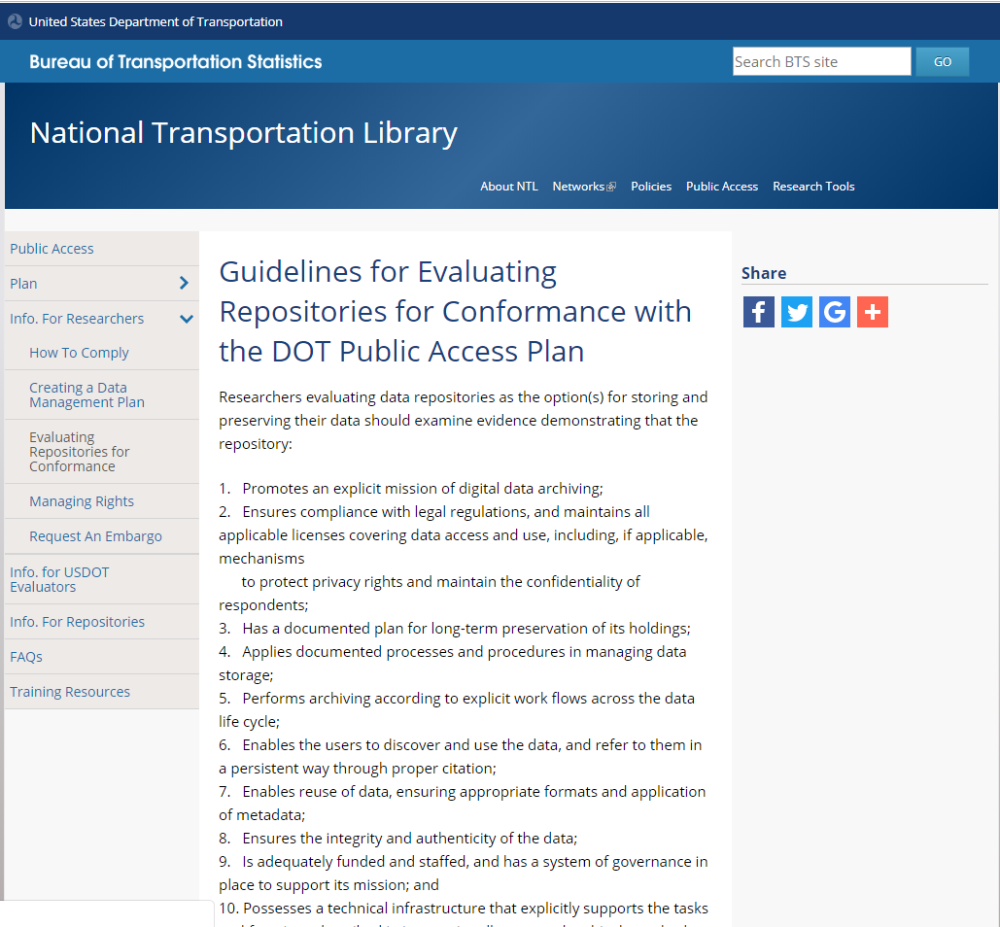 United States Department of Transportation
Bureau of Transportation Statistics
Search BTS site
GO
National Transportation Library
About NTL Networks Policies Public Access Research Tools
Public Access
Plan
Info. For Researchers
How To Comply
Creating a Data
Management Plan
Evaluating
Repositories for
Conformance
Managing Rights
Request An Embargo
Info. for USDOT
Evaluators
Info. For Repositories
FAQs
Training Resources
Guidelines for Evaluating
Repositories for Conformance with
the DOT Public Access Plan
Researchers evaluating data repositories as the option(s) for storing and
preserving their data should examine evidence demonstrating that the
repository:
1. Promotes an explicit mission of digital data archiving;
2. Ensures compliance with legal regulations, and maintains all
applicable licenses covering data access and use, including, if applicable,
mechanisms
to protect privacy rights and maintain the confidentiality of
respondents;
3. Has a documented plan for long-term preservation of its holdings;
4. Applies documented processes and procedures in managing data
storage;
5. Performs archiving according to explicit work flows across the data
life cycle;
6. Enables the users to discover and use the data, and refer to them in
a persistent way through proper citation;
7. Enables reuse of data, ensuring appropriate formats and application
of metadata;
8. Ensures the integrity and authenticity of the data;
9. Is adequately funded and staffed, and has a system of governance in
place to support its mission; and
10. Possesses a technical infrastructure that explicitly supports the tasks
Share